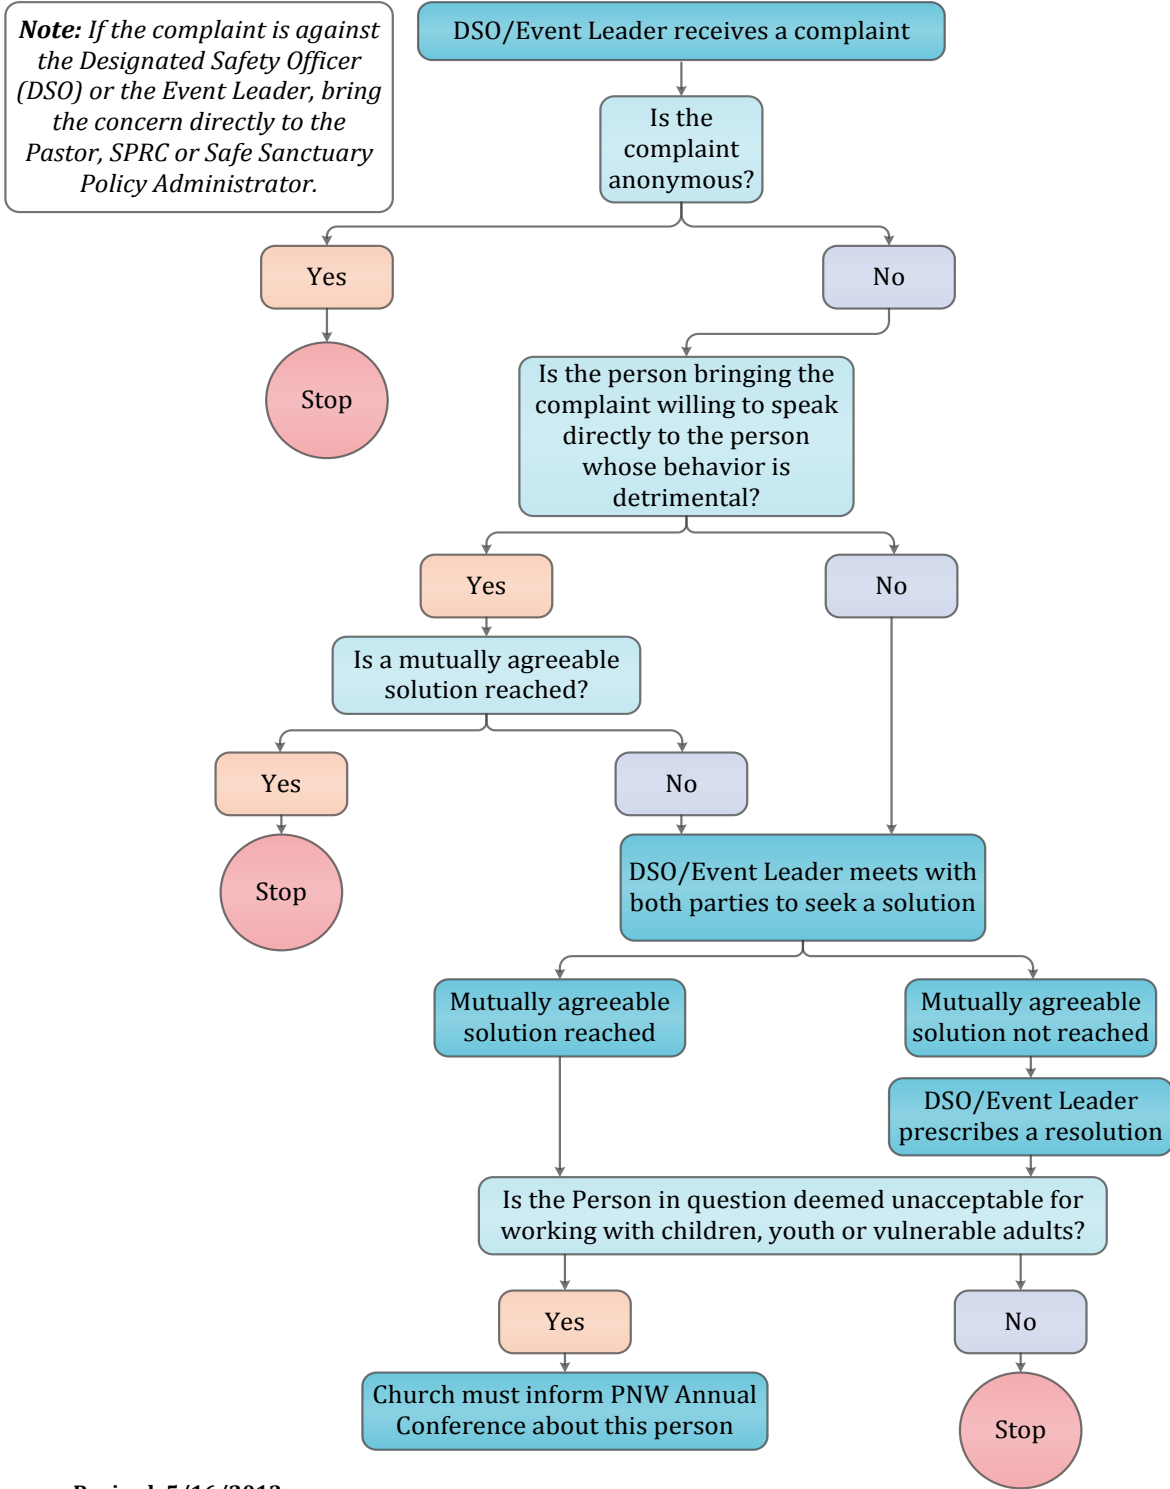 Note: If the complaint is against
the Designated Safety Officer
(DSO) or the Event Leader, bring
the concern directly to the
Pastor, SPRC or Safe Sanctuary
Policy Administrator.
DSO/Event Leader receives a complaint
Is the
complaint
anonymous?
Yes
No
Stop
Is the person bringing the
complaint willing to speak
directly to the person
whose behavior is
detrimental?
Yes
No
Is a mutually agreeable
solution reached?
Yes
No
Stop
DSO/Event Leader meets with
both parties to seek a solution
Mutually agreeable
solution reached
Mutually agreeable
solution not reached
DSO/Event Leader
prescribes a resolution
Is the Person in question deemed unacceptable for
working with children, youth or vulnerable adults?
Yes
No
Church must inform PNW Annual
Conference about this person
Stop